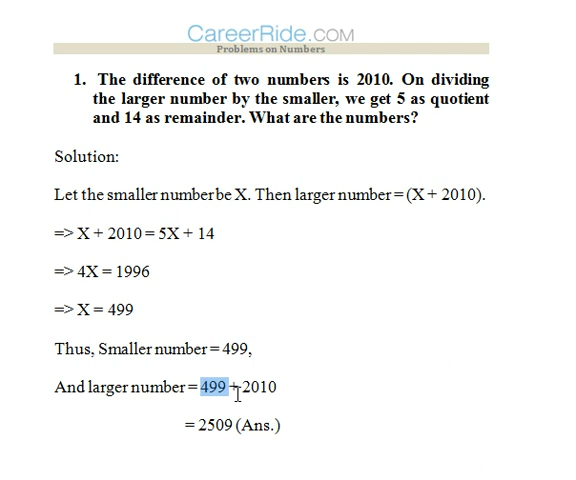 CareerRide.COM
Problems on Numbers
1. The difference of two numbers is 2010. On dividing
the larger number by the smaller, we get 5 as quotient
and 14 as remainder. What are the numbers?
Solution:
Let the smaller number be X. Then larger number = (X + 2010).
=> X + 2010 = 5X + 14
=> 4X = 1996
=> X = 499
Thus, Smaller number = 499,
And larger number = 499 + 2010
= 2509 (Ans.)